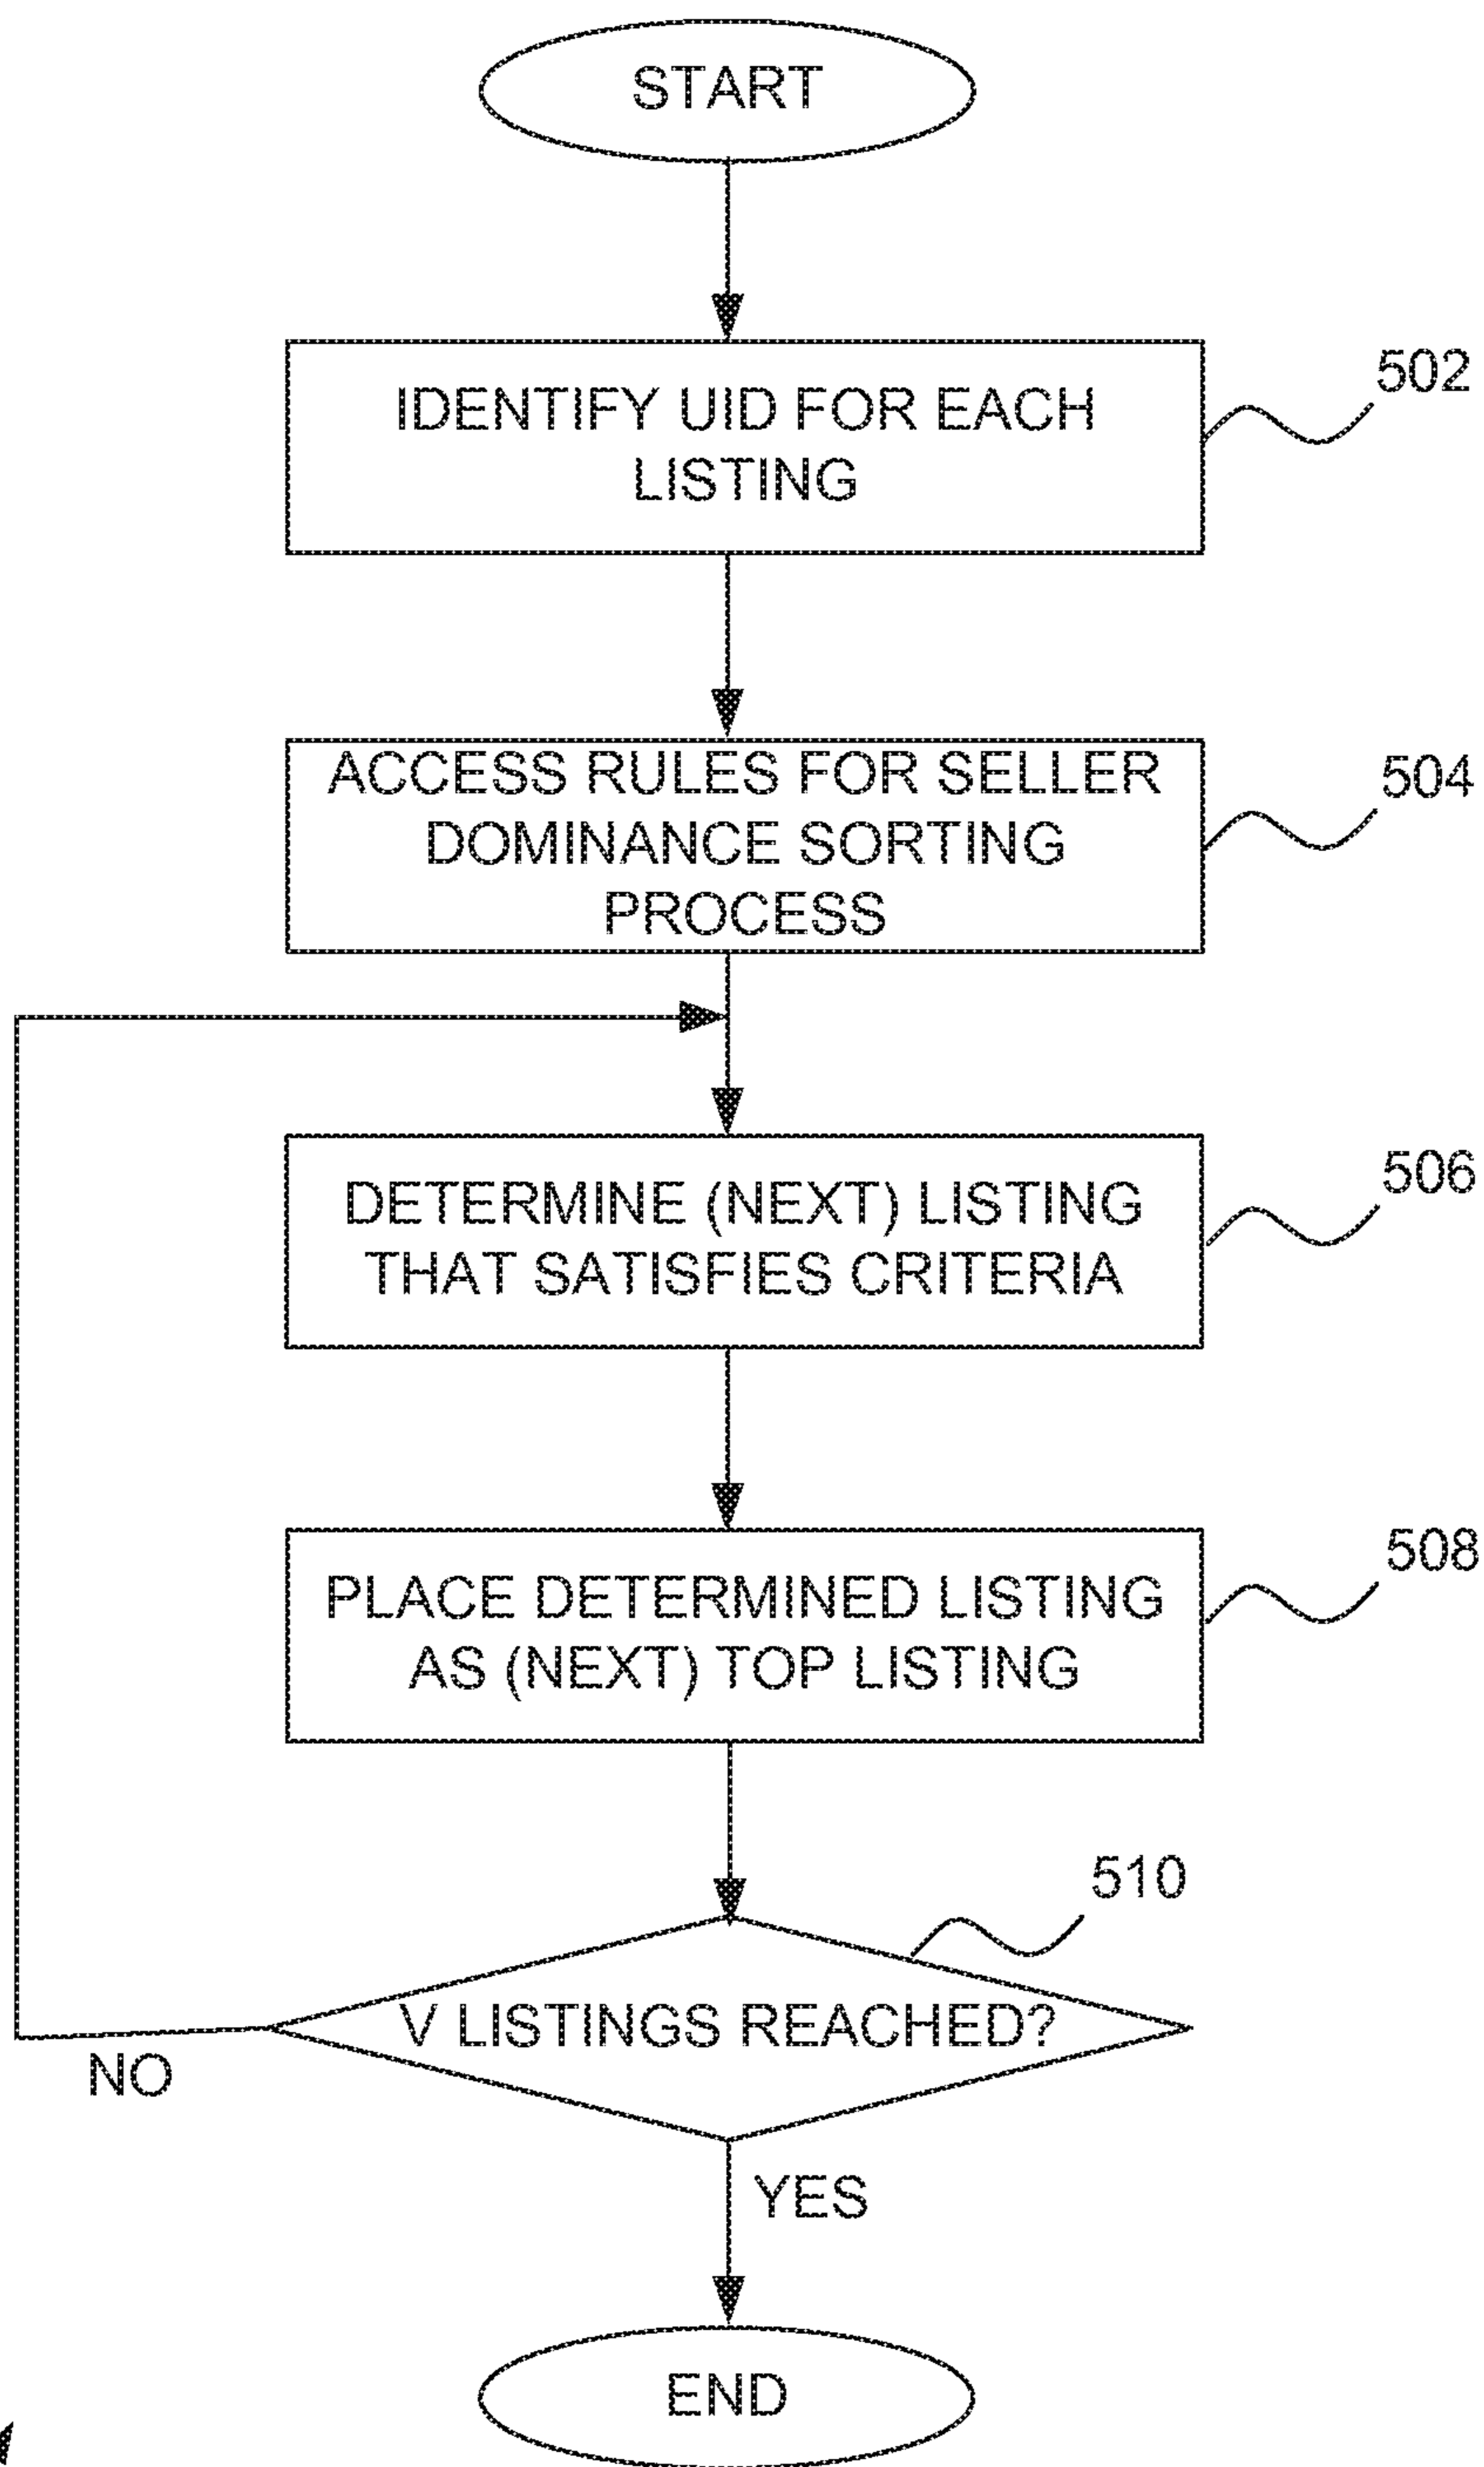 START
IDENTIFY UID FOR EACH
LISTING
502
ACCESS RULES FOR SELLER
DOMINANCE SORTING
PROCESS
504
DETERMINE (NEXT) LISTING
THAT SATISFIES CRITERIA
506
PLACE DETERMINED LISTING
AS (NEXT) TOP LISTING
508
510
V LISTINGS REACHED?
NO
YES
END